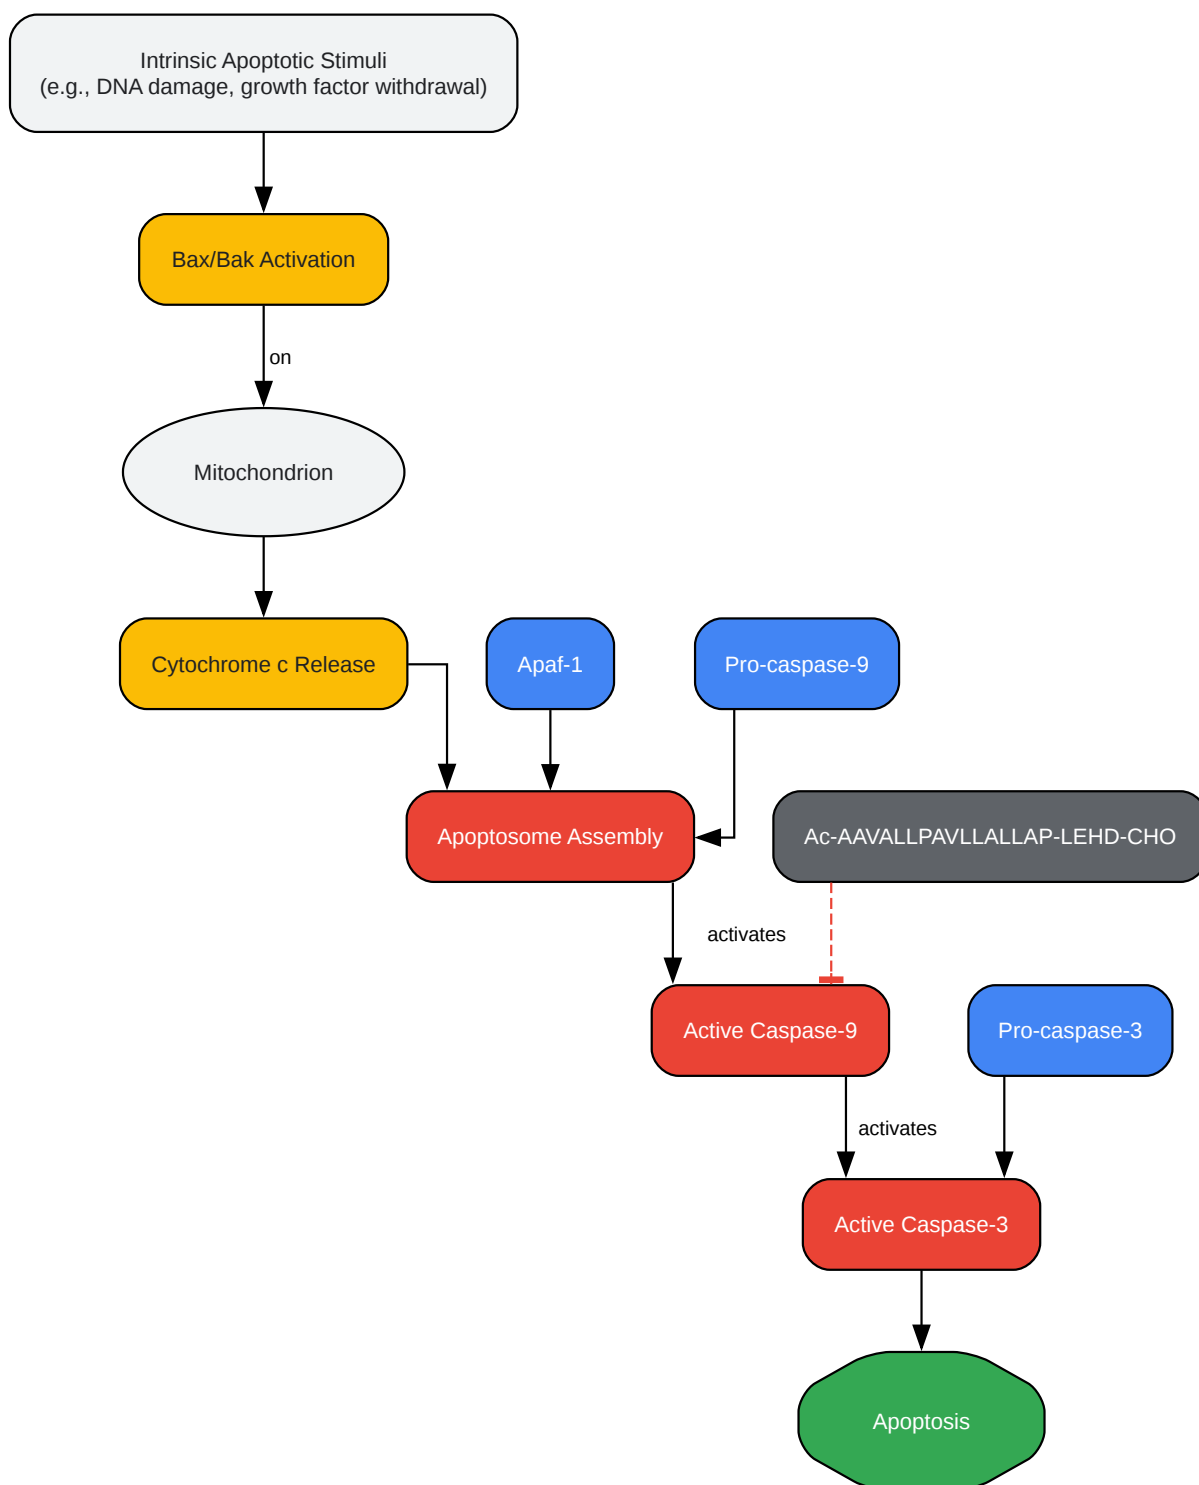 Intrinsic Apoptotic Stimuli
(e.g., DNA damage, growth factor withdrawal)
Bax/Bak Activation
on
Mitochondrion
Cytochrome c Release
Apaf-1
Pro-caspase-9
Apoptosome Assembly
Ac-AAVALLPAVLLALLAP-LEHD-CHO
activates
Active Caspase-9
Pro-caspase-3
activates
Active Caspase-3
Apoptosis